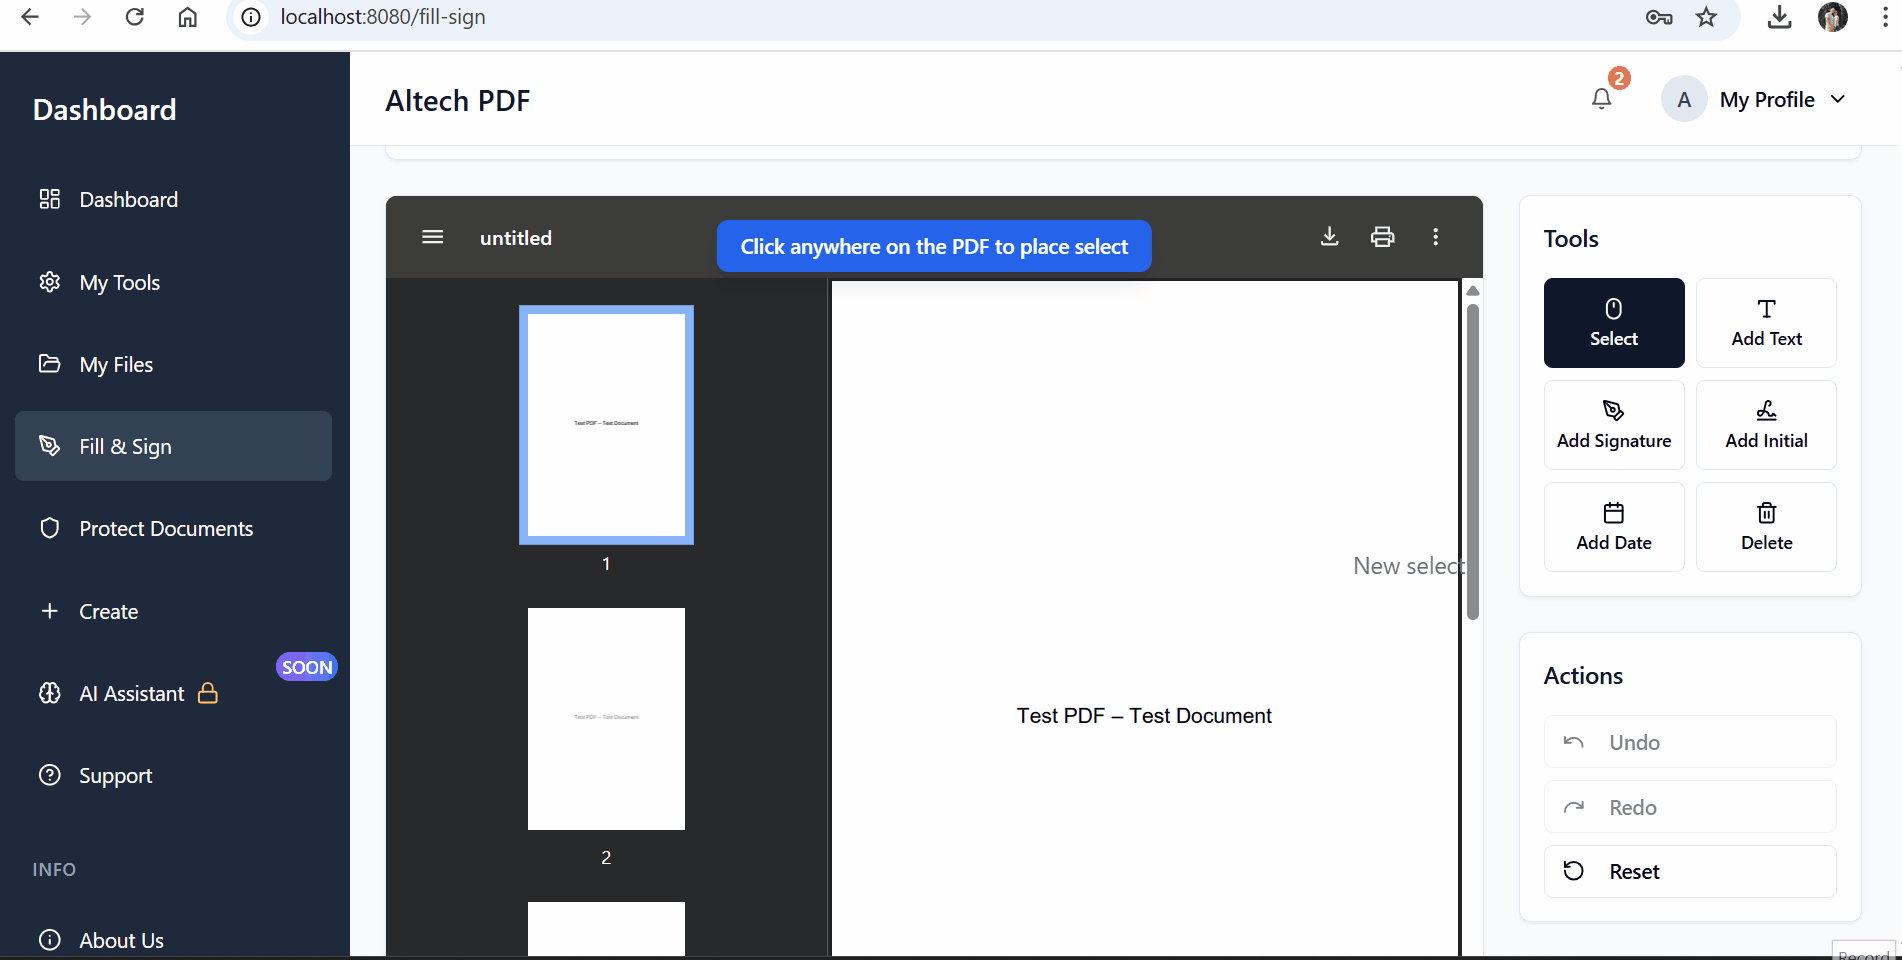 localhost:8080/fill-sign
Dashboard
Dashboard
My Tools
My Files
Fill & Sign
Protect Documents
Create
SOON
AI Assistant
Support
INFO
About Us
Altech PDF
2
A
My Profile
untitled
Click anywhere on the PDF to place select
Test PDF – Test Document
1
Test PDF – Test Document
2
New select
Test PDF – Test Document
Tools
Select
Add Text
Add Signature
Add Initial
Add Date
Delete
Actions
Undo
Redo
Reset
Record